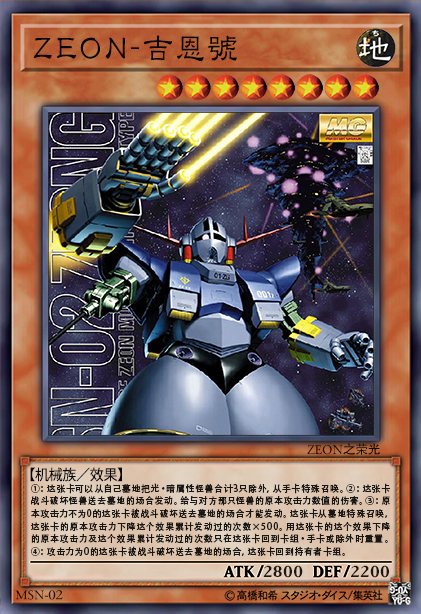 ZEON-吉恩號
地
MG
MSN-02 ZEONG
001
ZEON之荣光
【机械族／效果】
①：这张卡可以从自己墓地把光·暗属性怪兽合计3只除外，从手卡特殊召唤。②：这张卡
战斗破坏怪兽送去墓地的场合发动。给与对方那只怪兽的原本攻击力数值的伤害。③：原
本攻击力不为0的这张卡被战斗破坏送去墓地的场合才能发动。这张卡从墓地特殊召唤，
这张卡的原本攻击力下降这个效果累计发动过的次数×500。用这张卡的这个效果下降
的原本攻击力及这个效果累计发动过的次数只在这张卡回到卡组·手卡或除外时重置。
④：攻击力为0的这张卡被战斗破坏送去墓地的场合，这张卡回到持有者卡组。
ATK/2800 DEF/2200
MSN-02
©高橋和希 スタジオ・ダイス/集英社